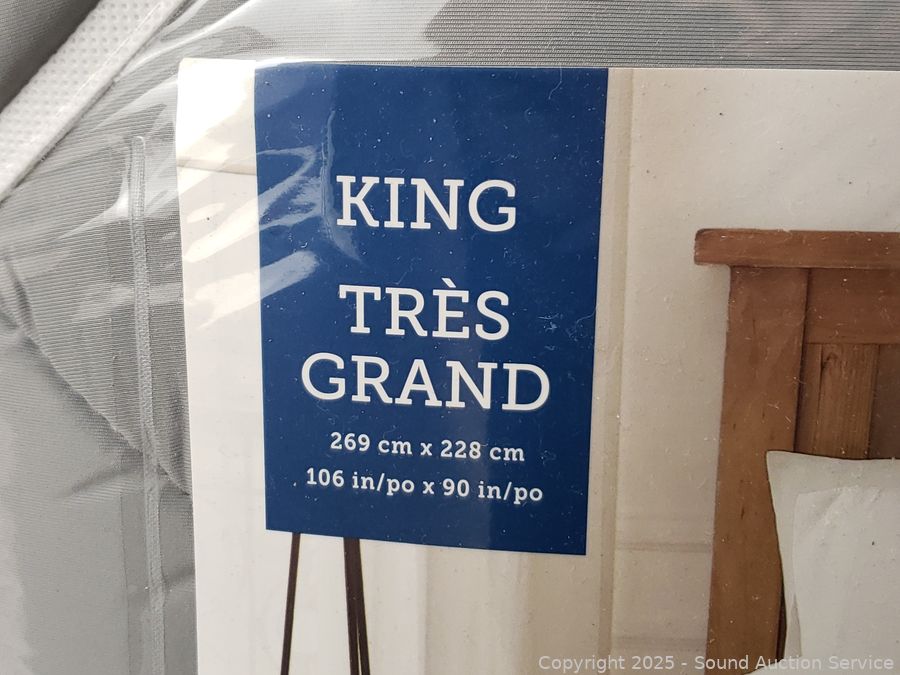 KING
TRÈS
GRAND
269 cm x 228 cm
106 in/po x 90 in/po
Copyright 2025 - Sound Auction Service